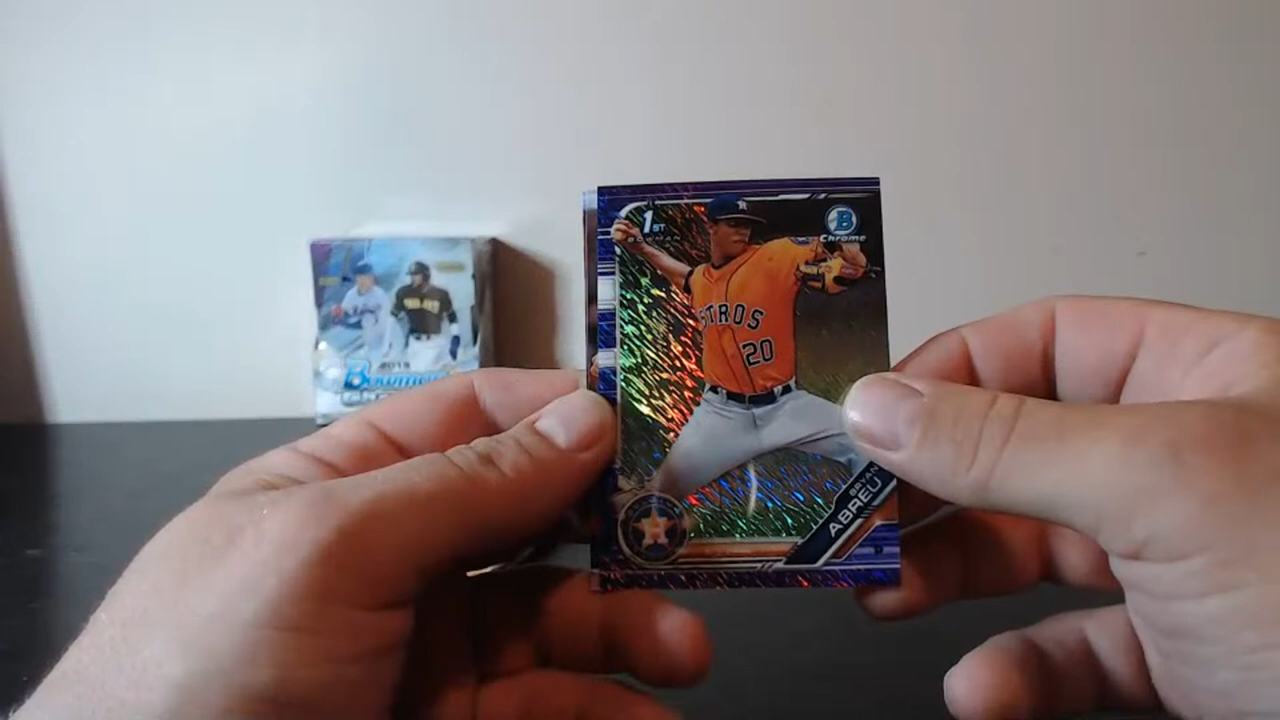 1ST
BOWMAN
B
Chrome
STROS
20
BRYAN
ABREU
P
2019
Bowman